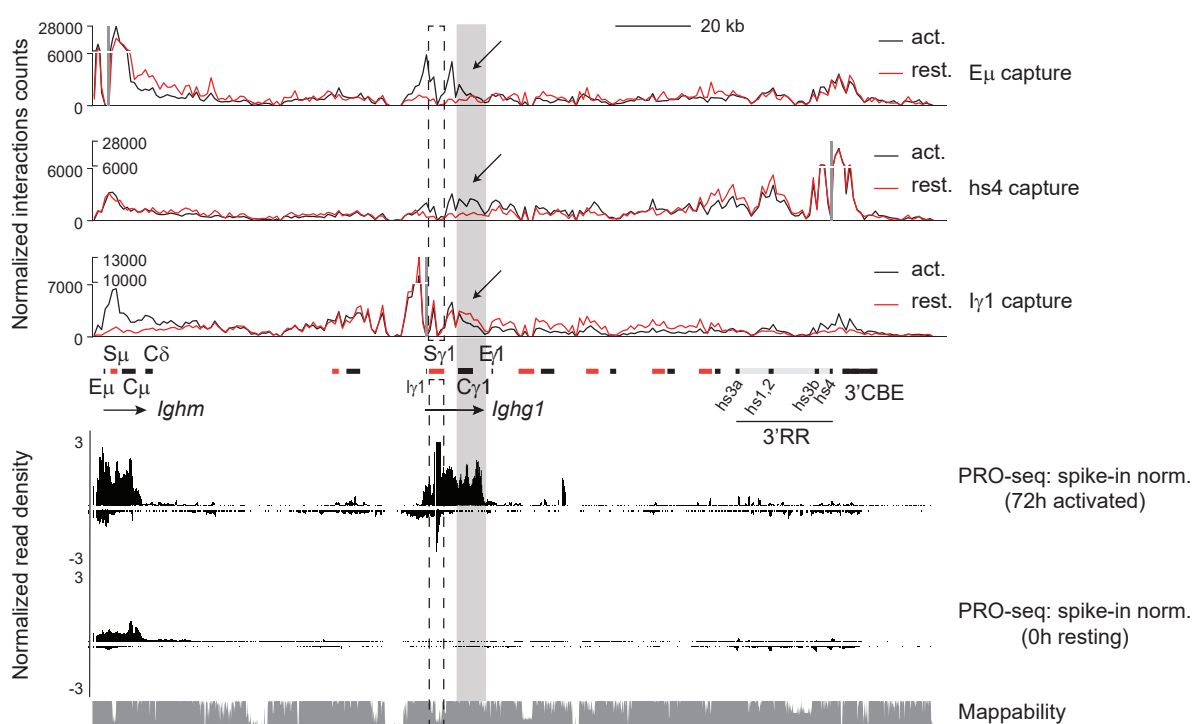 Normalized interactions counts
28000
6000
0
20 kb
act.
rest.
Eμ capture
28000
6000
6000
0
act.
rest.
hs4 capture
13000
10000
7000
0
act.
rest.
Iγ1 capture
Sμ Cδ Sγ1 Eγ1
Eμ Cμ Iγ1 Cγ1 hs3a hs1,2 hs3b hs4 3'CBE
Ighm Ighg1
3'RR
Normalized read density
3
-3
PRO-seq: spike-in norm.
(72h activated)
3
-3
PRO-seq: spike-in norm.
(0h resting)
Mappability